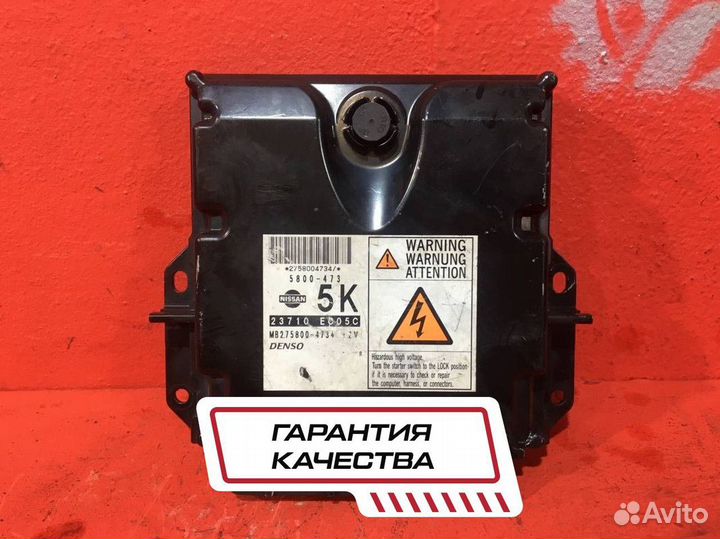 *2758004734/*
5800-473
NISSAN 5K
23710 EC05C
MB275800-4734 12V
DENSO
WARNING
WARNUNG
ATTENTION
Hazardous high voltage.
Turn the starter switch to the LOCK position
if it is necessary to check or repair
the computer, harness, or connectors.
ГАРАНТИЯ
КАЧЕСТВА
Avito